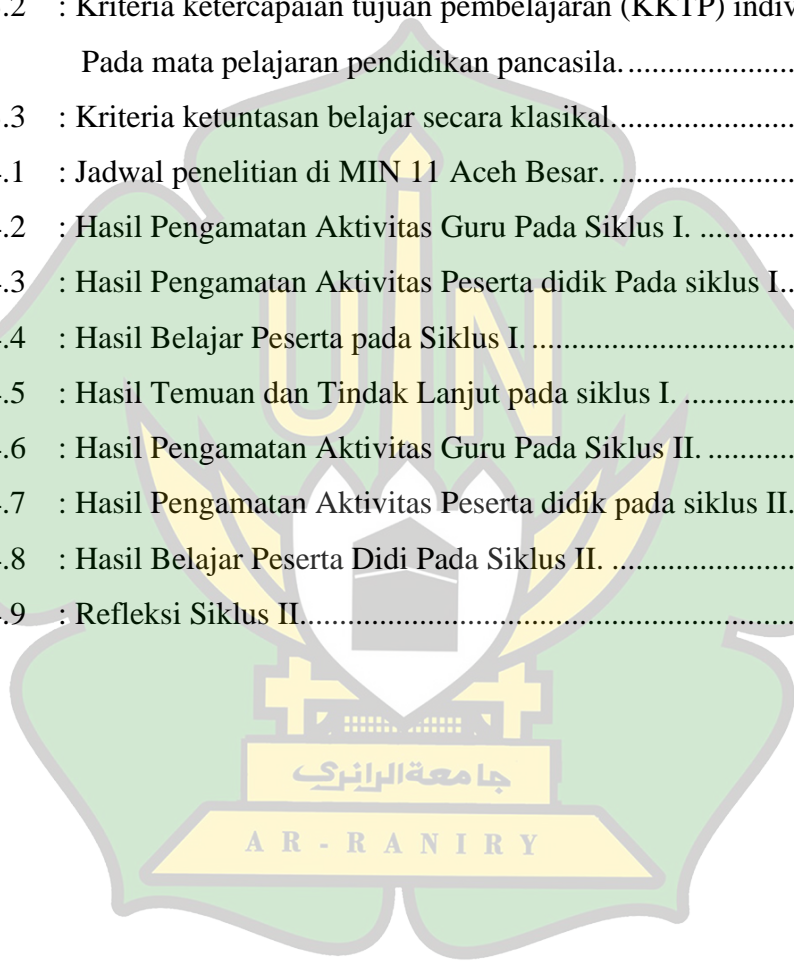 .2 : Kriteria ketercapaian tujuan pembelajaran (KKTP)
Pada mata pelajaran pendidikan pancasila.....................
.3 : Kriteria ketuntasan belajar secara klasikal......................
.1 : Jadwal penelitian di MIN 11 Aceh Besar. ......................
.2 : Hasil Pengamatan Aktivitas Guru Pada Siklus I. ............
.3 : Hasil Pengamatan Aktivitas Peserta didik Pada siklus I..
.4 : Hasil Belajar Peserta pada Siklus I. ................................
.5 : Hasil Temuan dan Tindak Lanjut pada siklus I. ..............
.6 : Hasil Pengamatan Aktivitas Guru Pada Siklus II. ...........
.7 : Hasil Pengamatan Aktivitas Peserta didik pada siklus II.
.8 : Hasil Belajar Peserta Didi Pada Siklus II. .......................
.9 : Refleksi Siklus II............................................................
UIN
جامعة الرانري
AR-RANIRY